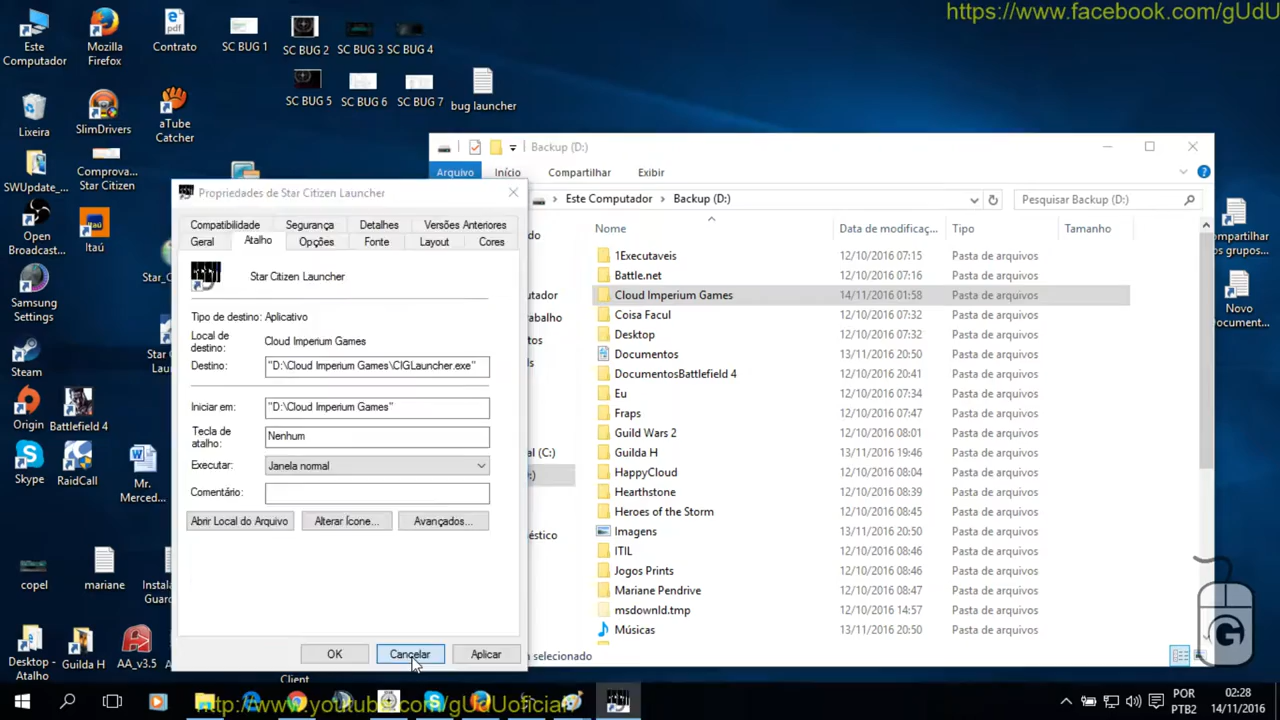 https://www.facebook.com/gUdU
Este
Computador
Mozilla
Firefox
Contrato
SC BUG 1
SC BUG 2
SC BUG 3
SC BUG 4
SC BUG 5
SC BUG 6
SC BUG 7
bug launcher
Lixeira
SlimDrivers
aTube
Catcher
SWUpdate_...
Comprova...
Star Citizen
Open
Broadcast...
Itaú
Star_
Samsung
Settings
Steam
Star C
Lau
Origin
Battlefield 4
Skype
RaidCall
Mr.
Merced...
copel
mariane
Instala
Guard
Desktop -
Atalho
Guilda H
AA_v3.5
Client
Compartilhar
os grupos...
Novo
Document...
Propriedades de Star Citizen Launcher
Compatibilidade
Segurança
Detalhes
Versões Anteriores
Geral
Atalho
Opções
Fonte
Layout
Cores
Star Citizen Launcher
Tipo de destino: Aplicativo
Local de
destino:
Cloud Imperium Games
Destino:
"D:\Cloud Imperium Games\CIGLauncher.exe"
Iniciar em:
"D:\Cloud Imperium Games"
Tecla de
atalho:
Nenhum
Executar:
Janela normal
Comentário:
Abrir Local do Arquivo
Alterar Ícone...
Avançados...
OK
Cancelar
Aplicar
Backup (D:)
Arquivo
Início
Compartilhar
Exibir
Este Computador
Backup (D:)
Pesquisar Backup (D:)
Nome
Data de modificaç...
Tipo
Tamanho
1Executaveis 12/10/2016 07:15 Pasta de arquivos
Battle.net 12/10/2016 07:16 Pasta de arquivos
Cloud Imperium Games 14/11/2016 01:58 Pasta de arquivos
Coisa Facul 12/10/2016 07:32 Pasta de arquivos
Desktop 12/10/2016 07:32 Pasta de arquivos
Documentos 13/11/2016 20:50 Pasta de arquivos
DocumentosBattlefield 4 12/10/2016 20:41 Pasta de arquivos
Eu 12/10/2016 07:32 Pasta de arquivos
Fraps 12/10/2016 07:47 Pasta de arquivos
Guild Wars 2 12/10/2016 08:01 Pasta de arquivos
Guilda H 13/11/2016 19:46 Pasta de arquivos
HappyCloud 12/10/2016 08:04 Pasta de arquivos
Hearthstone 12/10/2016 08:39 Pasta de arquivos
Heroes of the Storm 12/10/2016 08:45 Pasta de arquivos
Imagens 13/11/2016 20:50 Pasta de arquivos
ITIL 12/10/2016 08:46 Pasta de arquivos
Jogos Prints 12/10/2016 08:46 Pasta de arquivos
Mariane Pendrive 12/10/2016 08:47 Pasta de arquivos
msdownld.tmp 12/10/2016 14:57 Pasta de arquivos
Músicas 13/11/2016 20:50 Pasta de arquivos
do
utador
balho
tos
ds
al (C:)
:)
éstico
m selecionado
G
http://www.youtube.com/gUdUoficial
POR
PTB2
02:28
14/11/2016